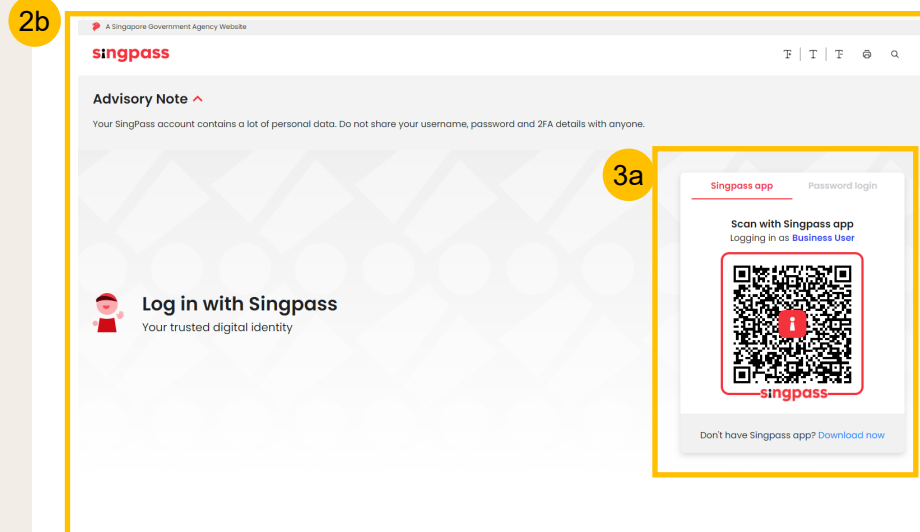 2b
A Singapore Government Agency Website
singpass
T T T
Advisory Note
Your SingPass account contains a lot of personal data. Do not share your username, password and 2FA details with anyone.
3a
Singpass app Password login
Scan with Singpass app
Logging in as Business User
singpass
Log in with Singpass
Your trusted digital identity
Don't have Singpass app? Download now